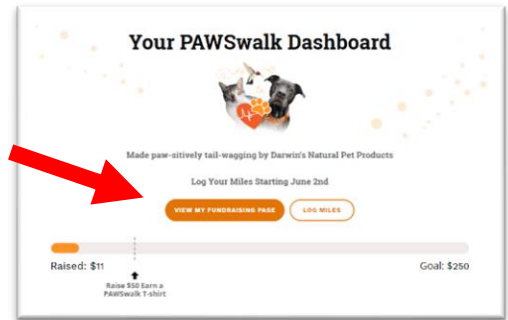 Your PAWSwalk Dashboard
Made paw-sitively tail-wagging by Darwin's Natural Pet Products
Log Your Miles Starting June 2nd
VIEW MY FUNDRAISING PAGE
LOG MILES
Raised: $11
Goal: $250
Raise $50 Earn a
PAWSwalk T-shirt